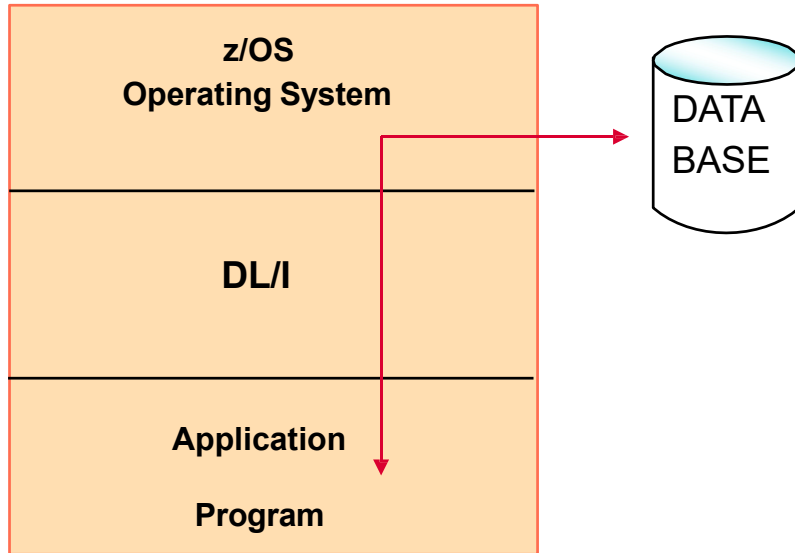 z/OS
Operating System
DATA
BASE
DL/I
Application
Program